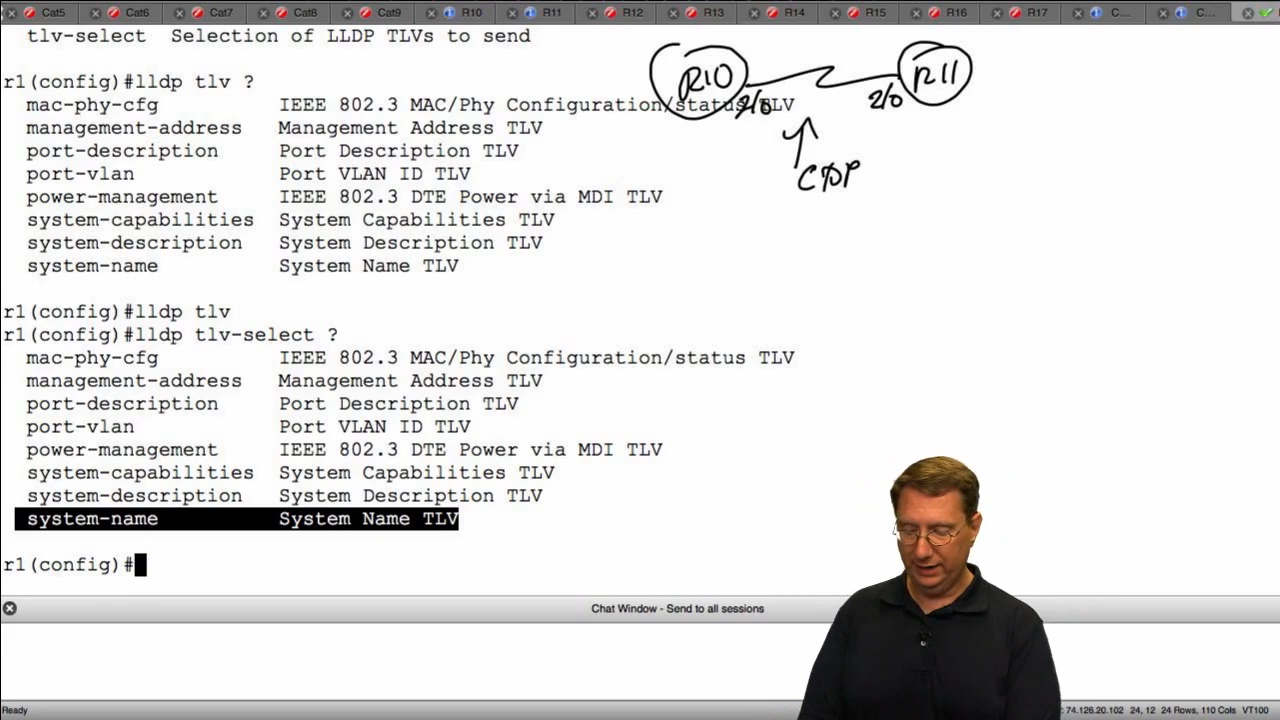 Cat5 Cat6 Cat7 Cat8 Cat9 R10 R11 R12 R13 R14 R15 R16 R17 C... C...
tlv-select Selection of LLDP TLVs to send
r1(config)#lldp tlv ?
mac-phy-cfg IEEE 802.3 MAC/Phy Configuration/status TLV
management-address Management Address TLV
port-description Port Description TLV
port-vlan Port VLAN ID TLV
power-management IEEE 802.3 DTE Power via MDI TLV
system-capabilities System Capabilities TLV
system-description System Description TLV
system-name System Name TLV
R10 R11
2/0 2/0
CDP
r1(config)#lldp tlv
r1(config)#lldp tlv-select ?
mac-phy-cfg IEEE 802.3 MAC/Phy Configuration/status TLV
management-address Management Address TLV
port-description Port Description TLV
port-vlan Port VLAN ID TLV
power-management IEEE 802.3 DTE Power via MDI TLV
system-capabilities System Capabilities TLV
system-description System Description TLV
system-name System Name TLV
r1(config)#
Chat Window - Send to all sessions
Ready 74.126.20.102 24, 12 24 Rows, 110 Cols VT100